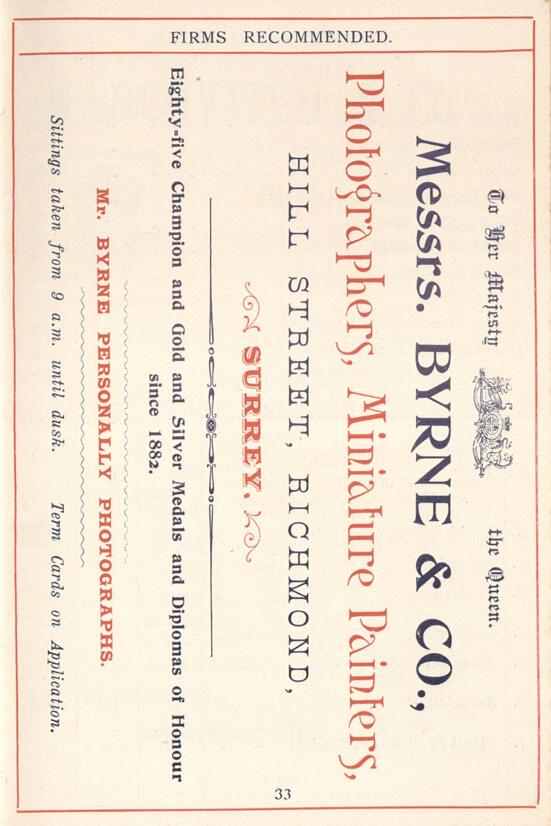 FIRMS RECOMMENDED.
To Her Majesty the Queen.
Messrs. BYRNE & CO.,
Photographers, Miniature Painters,
HILL STREET, RICHMOND,
SURREY.
Eighty-five Champion and Gold and Silver Medals and Diplomas of Honour
since 1882.
Mr. BYRNE PERSONALLY PHOTOGRAPHS.
Sittings taken from 9 a.m. until dusk. Term Cards on Application.
33